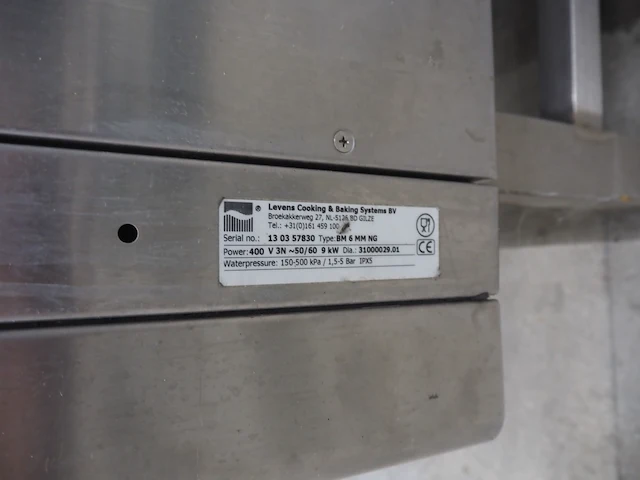 ® Levens Cooking & Baking Systems BV
Broekakkerweg 27, NL-5126 BD GILZE
Tel.: +31(0)161 459 100
Serial no.: 13 03 57830 Type: BM 6 MM NG
Power: 400 V 3N ~50/60 9 kW Dia.: 31000029.01
Waterpressure: 150-500 kPa / 1,5-5 Bar IPX5
CE